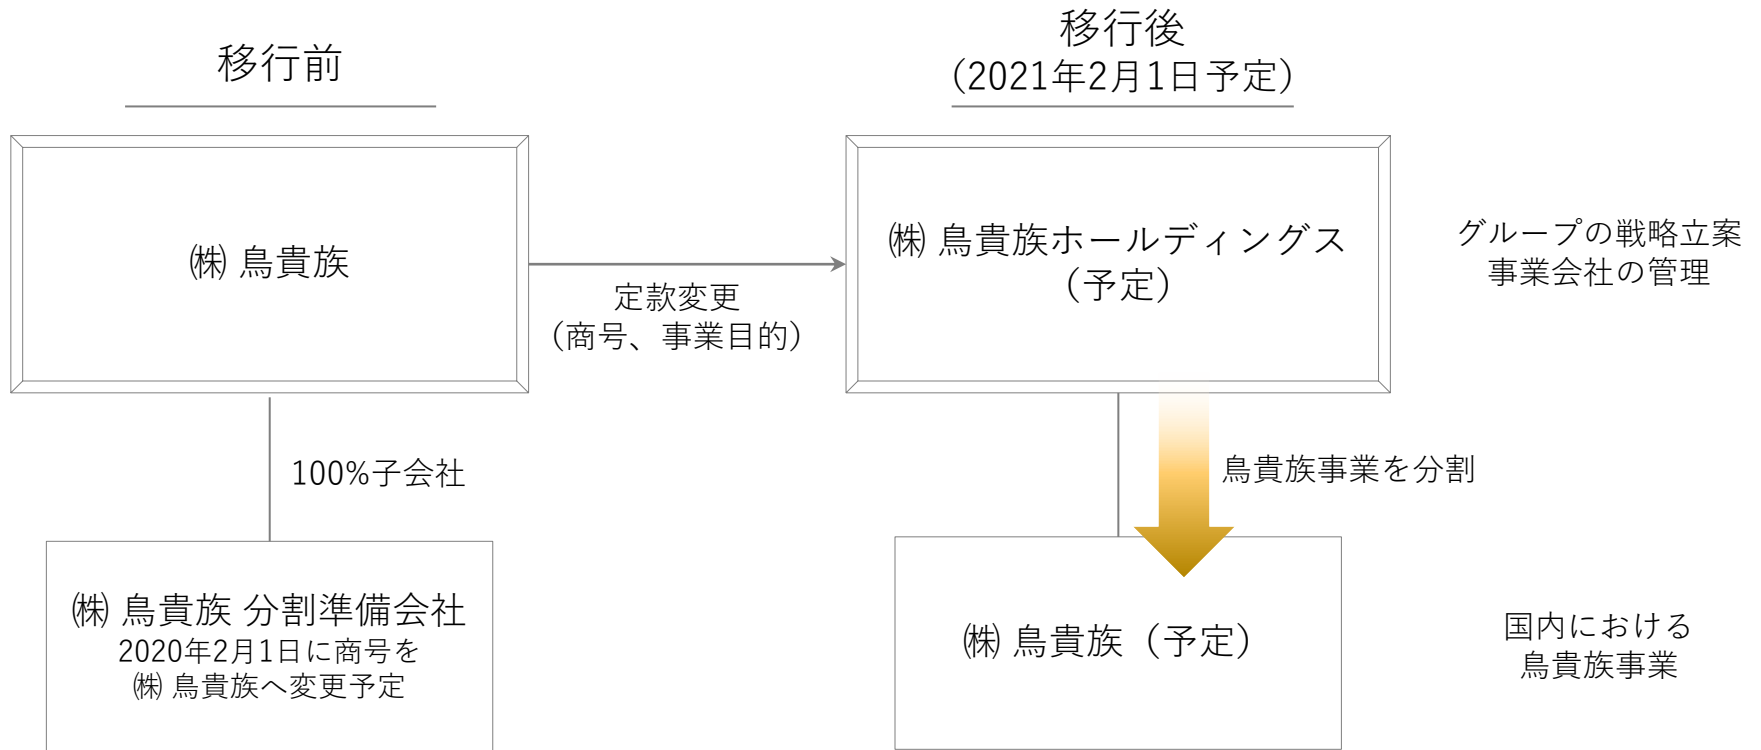 移行前
移行後
(2021年2月1日予定)
㈱ 鳥貴族
定款変更
(商号、事業目的)
㈱ 鳥貴族ホールディングス
(予定)
グループの戦略立案
事業会社の管理
100%子会社
鳥貴族事業を分割
㈱ 鳥貴族 分割準備会社
2020年2月1日に商号を
㈱ 鳥貴族へ変更予定
㈱ 鳥貴族（予定）
国内における
鳥貴族事業